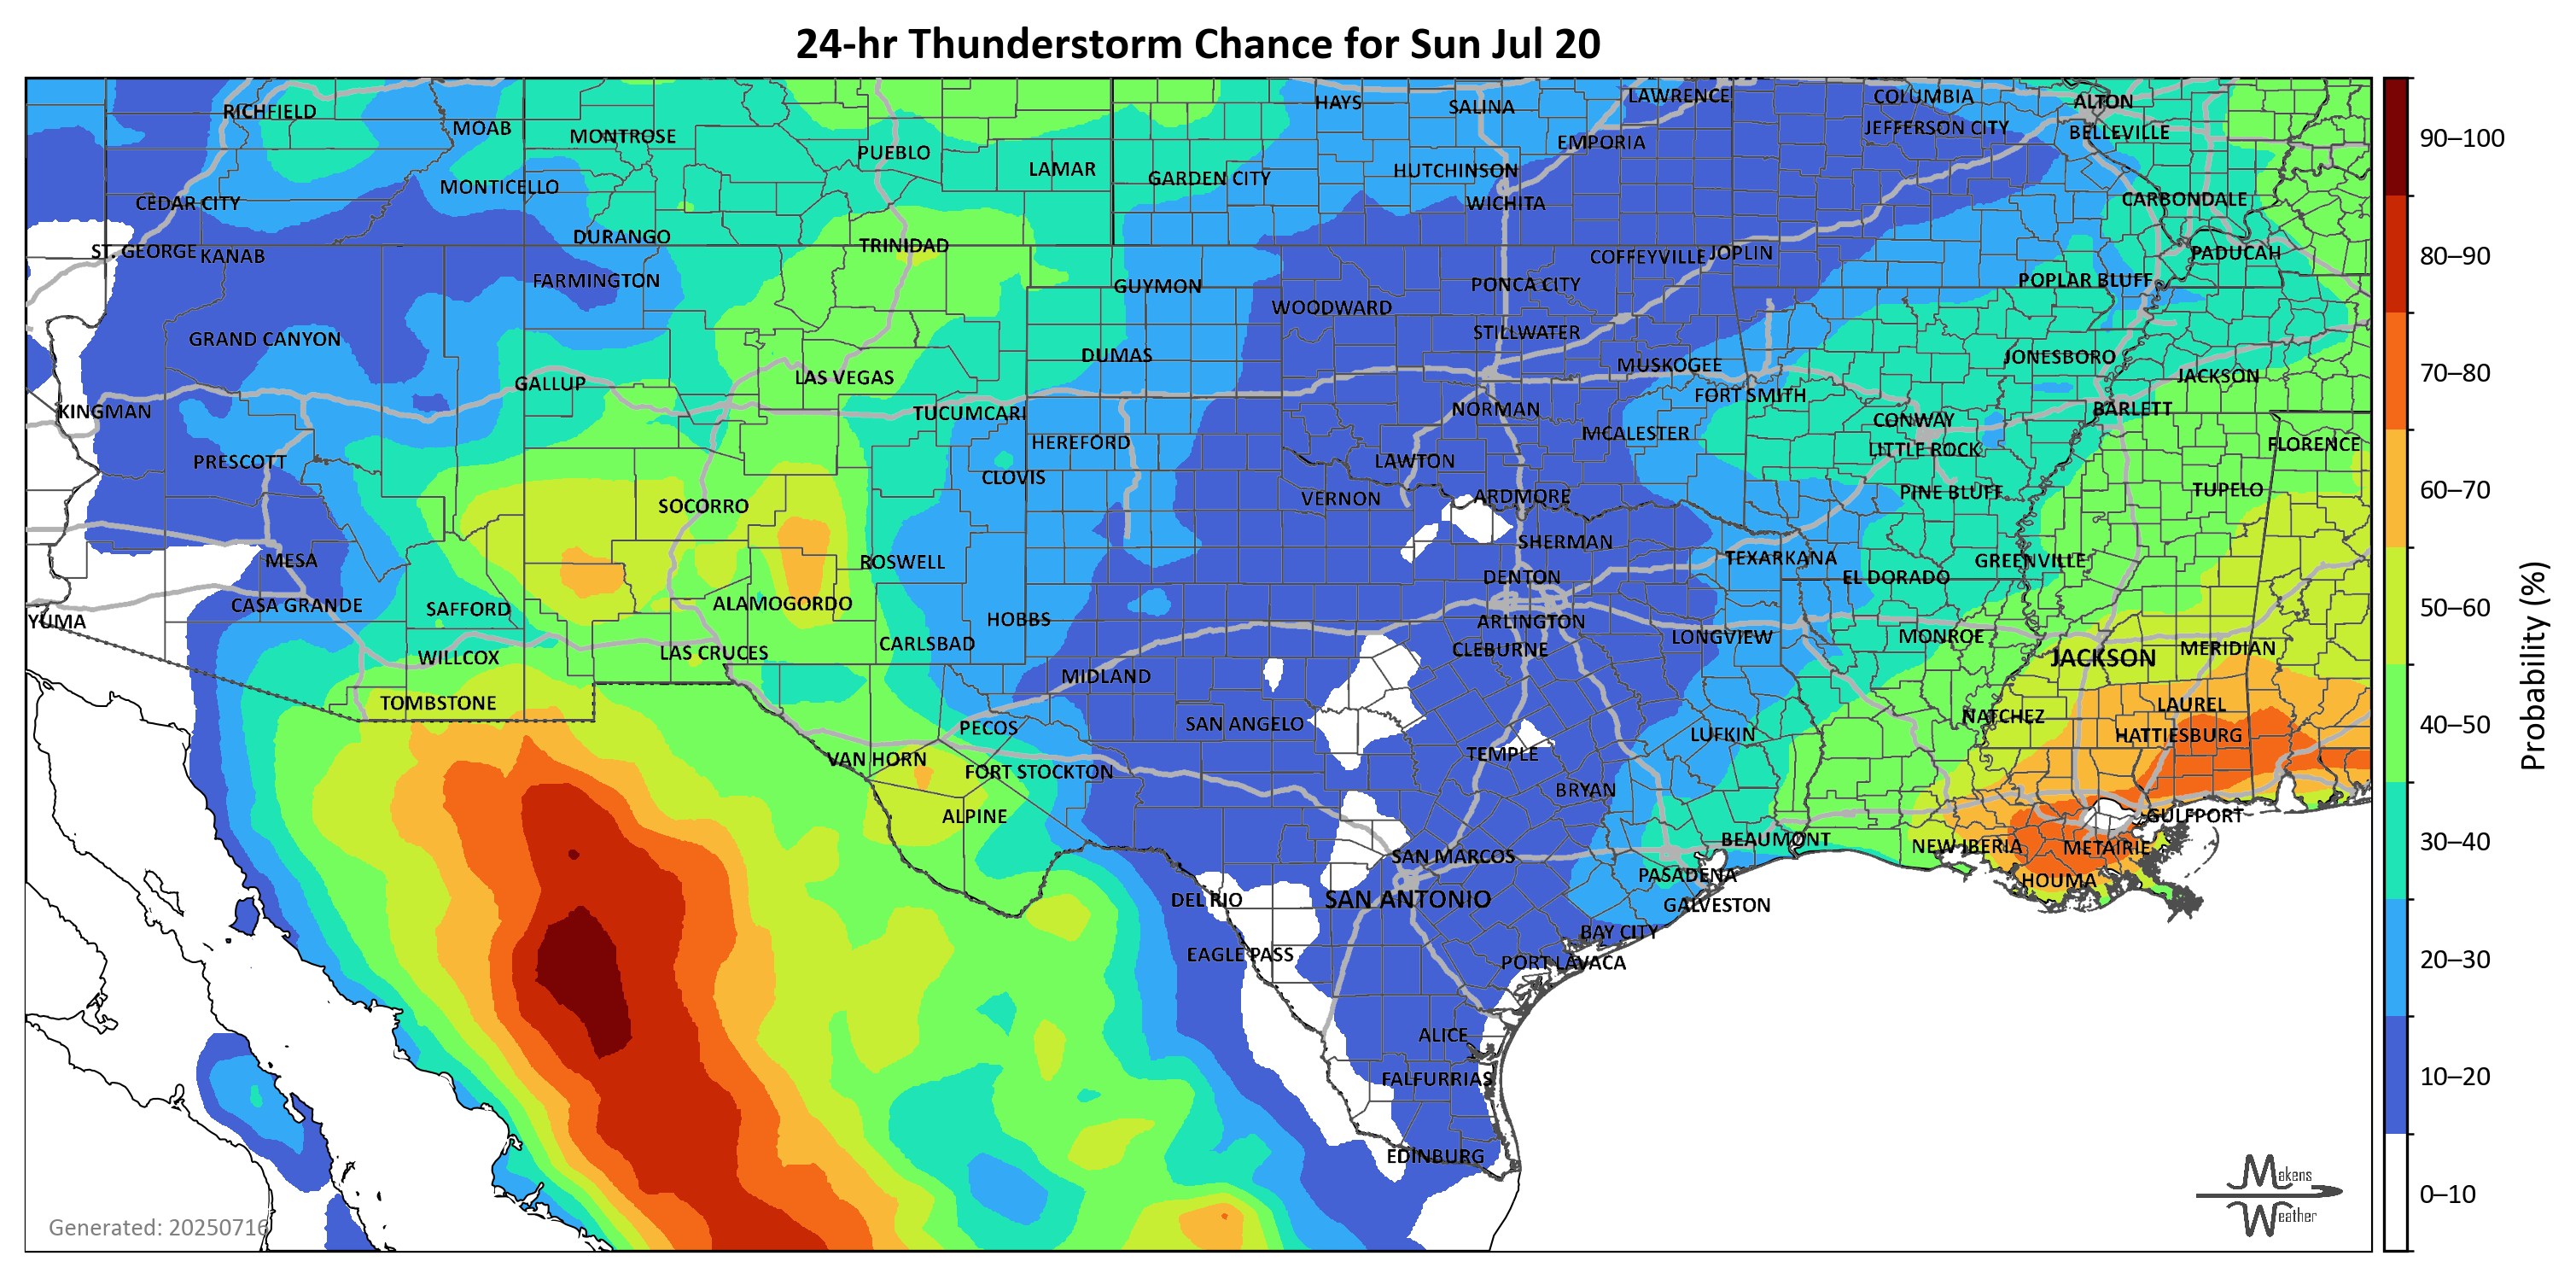 24-hr Thunderstorm Chance for Sun Jul 20
RICHFIELD
MOAB
MONTROSE
PUEBLO
LAMAR
GARDEN CITY
HAYS
SALINA
LAWRENCE
EMPORIA
HUTCHINSON
WICHITA
COLUMBIA
JEFFERSON CITY
ALTON
BELLEVILLE
CARBONDALE
PADUCAH
MONTICELLO
CEDAR CITY
ST. GEORGE
KANAB
DURANGO
TRINIDAD
FARMINGTON
GUYMON
WOODWARD
PONCA CITY
COFFEYVILLE
JOPLIN
POPLAR BLUFF
GRAND CANYON
STILLWATER
DUMAS
MUSKOGEE
JONESBORO
JACKSON
GALLUP
LAS VEGAS
KINGMAN
TUCUMCARI
NORMAN
FORT SMITH
BARLETT
CONWAY
HEREFORD
MCALESTER
LITTLE ROCK
FLORENCE
PRESCOTT
CLOVIS
LAWTON
VERNON
ARDMORE
PINE BLUFF
TUPELO
SOCORRO
SHERMAN
MESA
ROSWELL
TEXARKANA
GREENVILLE
DENTON
EL DORADO
CASA GRANDE
SAFFORD
ALAMOGORDO
YUMA
HOBBS
ARLINGTON
CARLSBAD
CLEBURNE
LONGVIEW
MONROE
JACKSON
MERIDIAN
WILLCOX
LAS CRUCES
MIDLAND
TOMBSTONE
PECOS
SAN ANGELO
LUFKIN
NATCHEZ
LAUREL
HATTIESBURG
VAN HORN
FORT STOCKTON
TEMPLE
BRYAN
ALPINE
BEAUMONT
GULFPORT
NEW IBERIA
METAIRIE
SAN MARCOS
PASADENA
HOUMA
DEL RIO
SAN ANTONIO
GALVESTON
BAY CITY
EAGLE PASS
PORT LAVACA
ALICE
FALFURRIAS
EDINBURG
Generated: 20250716
Makens
Weather
90–100
80–90
70–80
60–70
50–60
40–50
30–40
20–30
10–20
0–10
Probability (%)